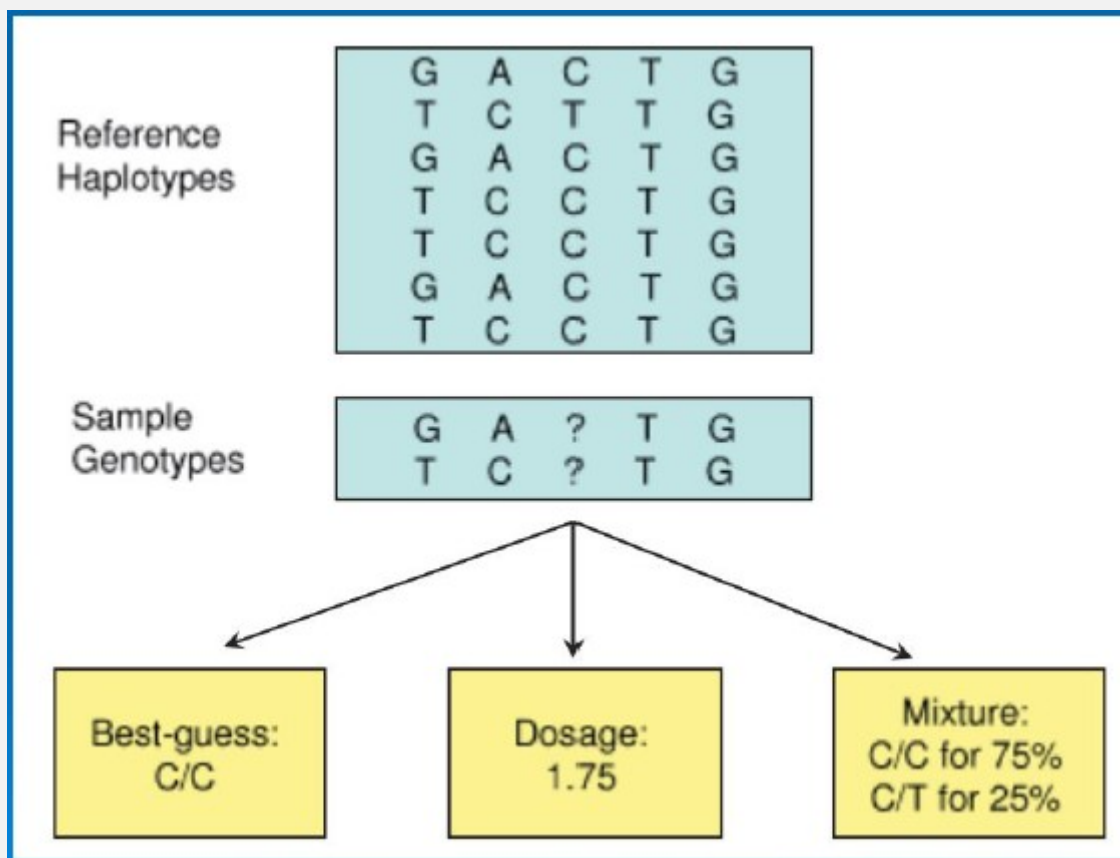 Reference
Haplotypes
G A C T G
T C T T G
G A C T G
T C C T G
T C C T G
G A C T G
T C C T G
Sample
Genotypes
G A ? T G
T C ? T G
Best-guess:
C/C
Dosage:
1.75
Mixture:
C/C for 75%
C/T for 25%